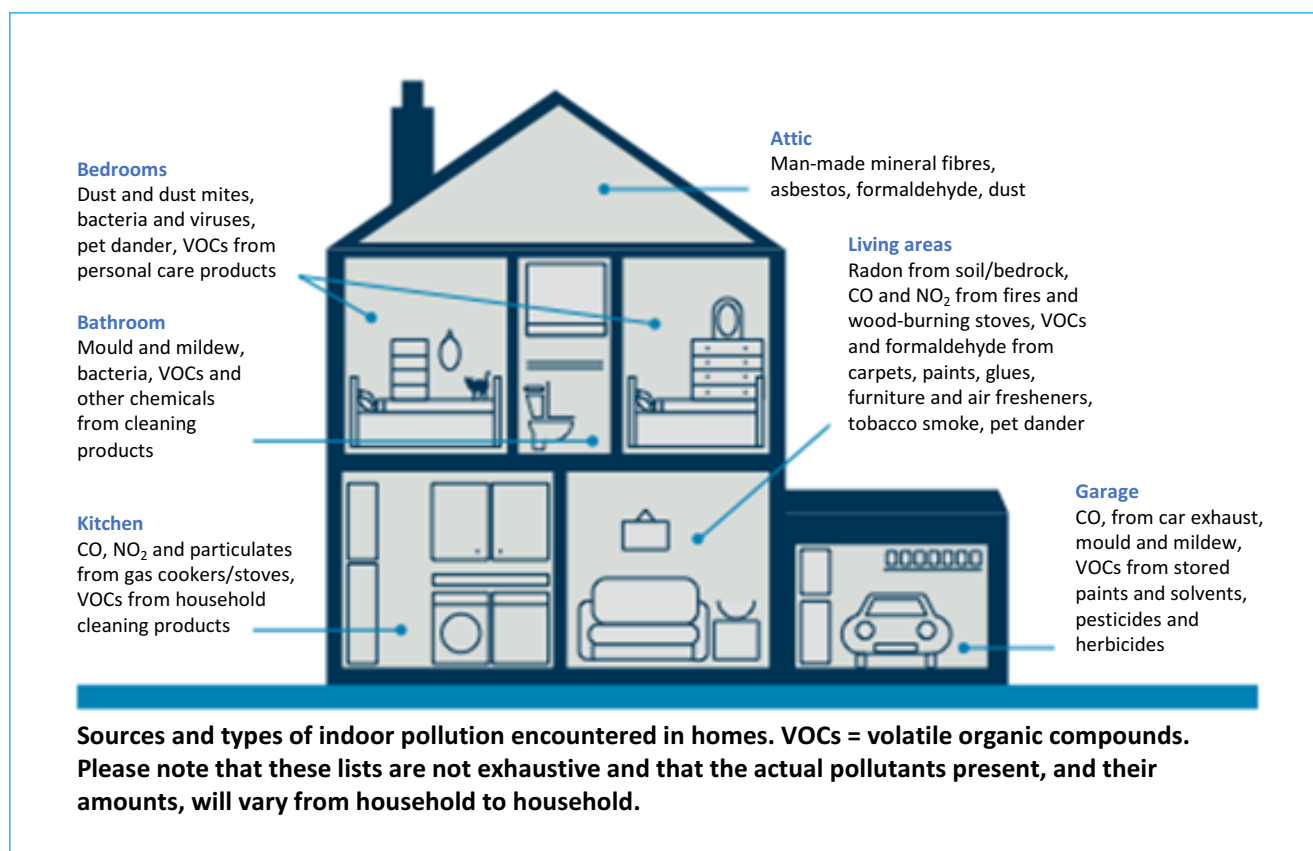 Bedrooms
Dust and dust mites,
bacteria and viruses,
pet dander, VOCs from
personal care products
Bathroom
Mould and mildew,
bacteria, VOCs and
other chemicals
from cleaning
products
Kitchen
CO, NO₂ and particulates
from gas cookers/stoves,
VOCs from household
cleaning products
Attic
Man-made mineral fibres,
asbestos, formaldehyde, dust
Living areas
Radon from soil/bedrock,
CO and NO₂ from fires and
wood-burning stoves, VOCs
and formaldehyde from
carpets, paints, glues,
furniture and air fresheners,
tobacco smoke, pet dander
Garage
CO, from car exhaust,
mould and mildew,
VOCs from stored
paints and solvents,
pesticides and
herbicides
Sources and types of indoor pollution encountered in homes. VOCs = volatile organic compounds.
Please note that these lists are not exhaustive and that the actual pollutants present, and their
amounts, will vary from household to household.